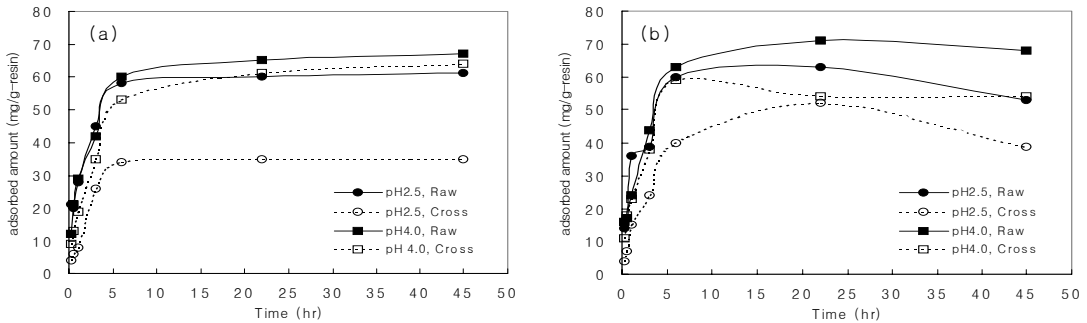 (a)
adsorbed amount (mg/g-resin)
80
70
60
50
40
30
20
10
0
0 5 10 15 20 25 30 35 40 45 50
Time (hr)
pH2.5, Raw
pH2.5, Cross
pH4.0, Raw
pH 4.0, Cross
(b)
adsorbed amount (mg/g-resin)
80
70
60
50
40
30
20
10
0
0 5 10 15 20 25 30 35 40 45 50
Time (hr)
pH2.5, Raw
pH2.5, Cross
pH4.0, Raw
pH4.0, Cross